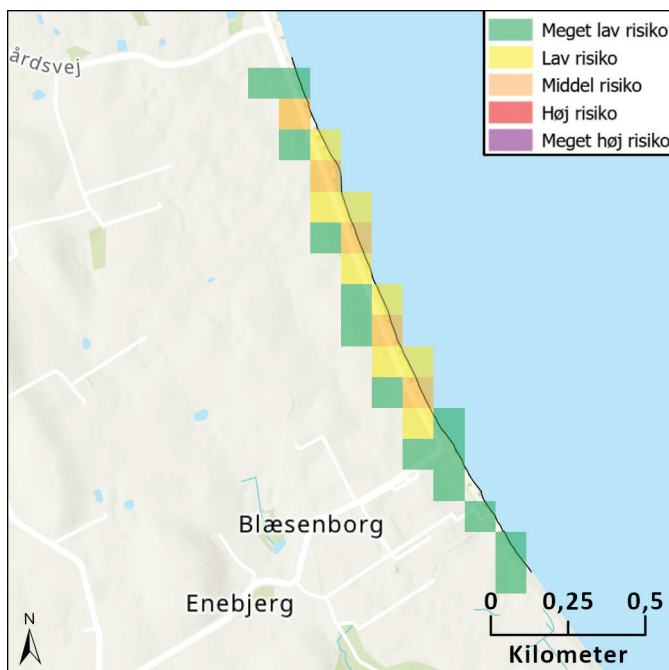 årdsvej
Meget lav risiko
Lav risiko
Middel risiko
Høj risiko
Meget høj risiko
Blæsenborg
Enebjerg
N
0 0,25 0,5
Kilometer